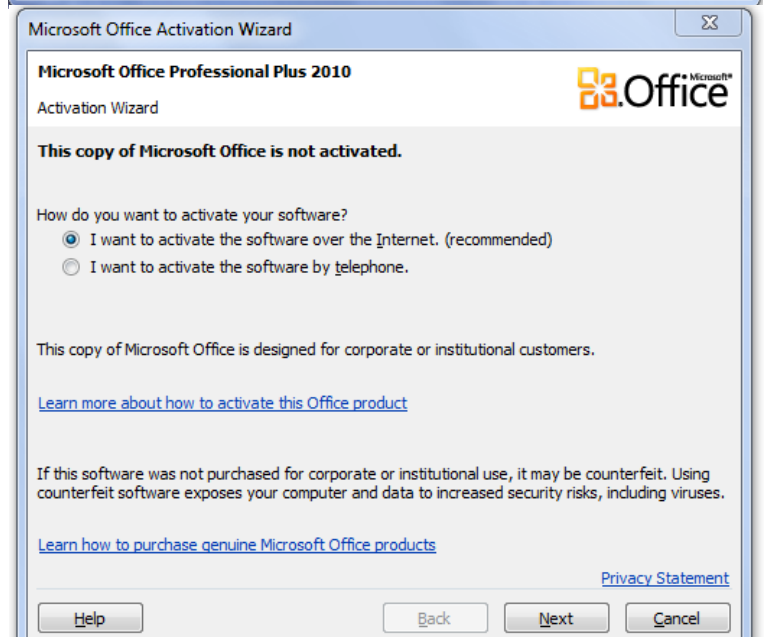 Microsoft Office Activation Wizard
Microsoft Office Professional Plus 2010
Activation Wizard
Microsoft®
Office
This copy of Microsoft Office is not activated.
How do you want to activate your software?
I want to activate the software over the Internet. (recommended)
I want to activate the software by telephone.
This copy of Microsoft Office is designed for corporate or institutional customers.
Learn more about how to activate this Office product
If this software was not purchased for corporate or institutional use, it may be counterfeit. Using
counterfeit software exposes your computer and data to increased security risks, including viruses.
Learn how to purchase genuine Microsoft Office products
Privacy Statement
Help Back Next Cancel